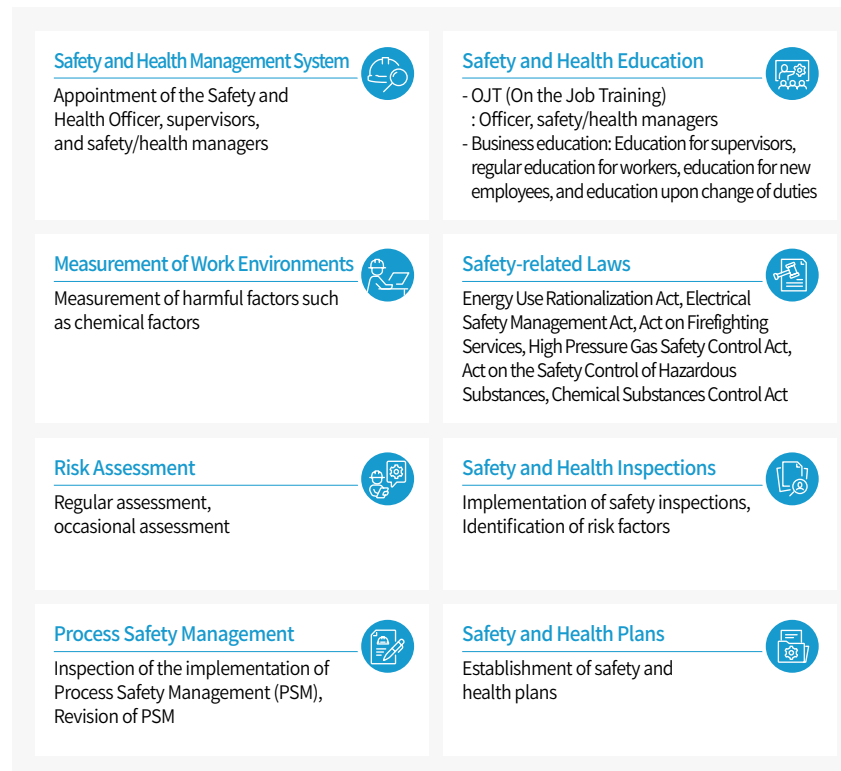 Safety and Health Management System
Appointment of the Safety and
Health Officer, supervisors,
and safety/health managers
Safety and Health Education
- OJT (On the Job Training)
: Officer, safety/health managers
- Business education: Education for supervisors,
regular education for workers, education for new
employees, and education upon change of duties
Measurement of Work Environments
Measurement of harmful factors such
as chemical factors
Safety-related Laws
Energy Use Rationalization Act, Electrical
Safety Management Act, Act on Firefighting
Services, High Pressure Gas Safety Control Act,
Act on the Safety Control of Hazardous
Substances, Chemical Substances Control Act
Risk Assessment
Regular assessment,
occasional assessment
Safety and Health Inspections
Implementation of safety inspections,
Identification of risk factors
Process Safety Management
Inspection of the implementation of
Process Safety Management (PSM),
Revision of PSM
Safety and Health Plans
Establishment of safety and
health plans